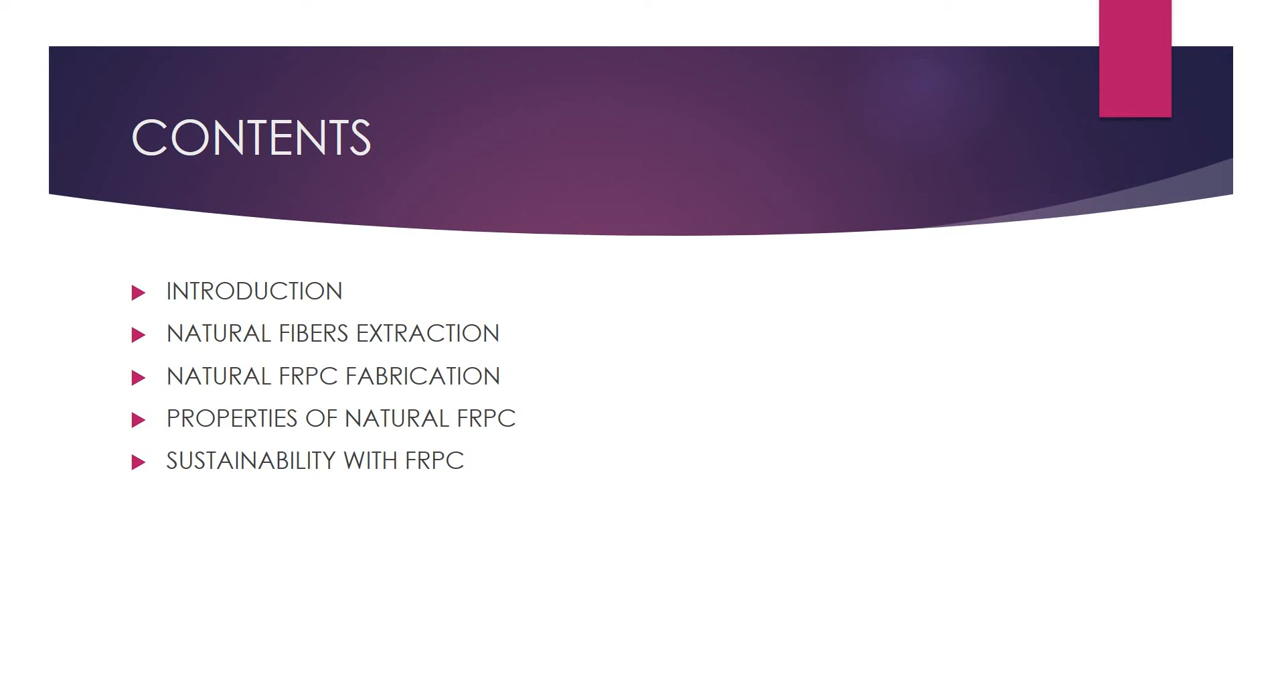 CONTENTS
INTRODUCTION
NATURAL FIBERS EXTRACTION
NATURAL FRPC FABRICATION
PROPERTIES OF NATURAL FRPC
SUSTAINABILITY WITH FRPC